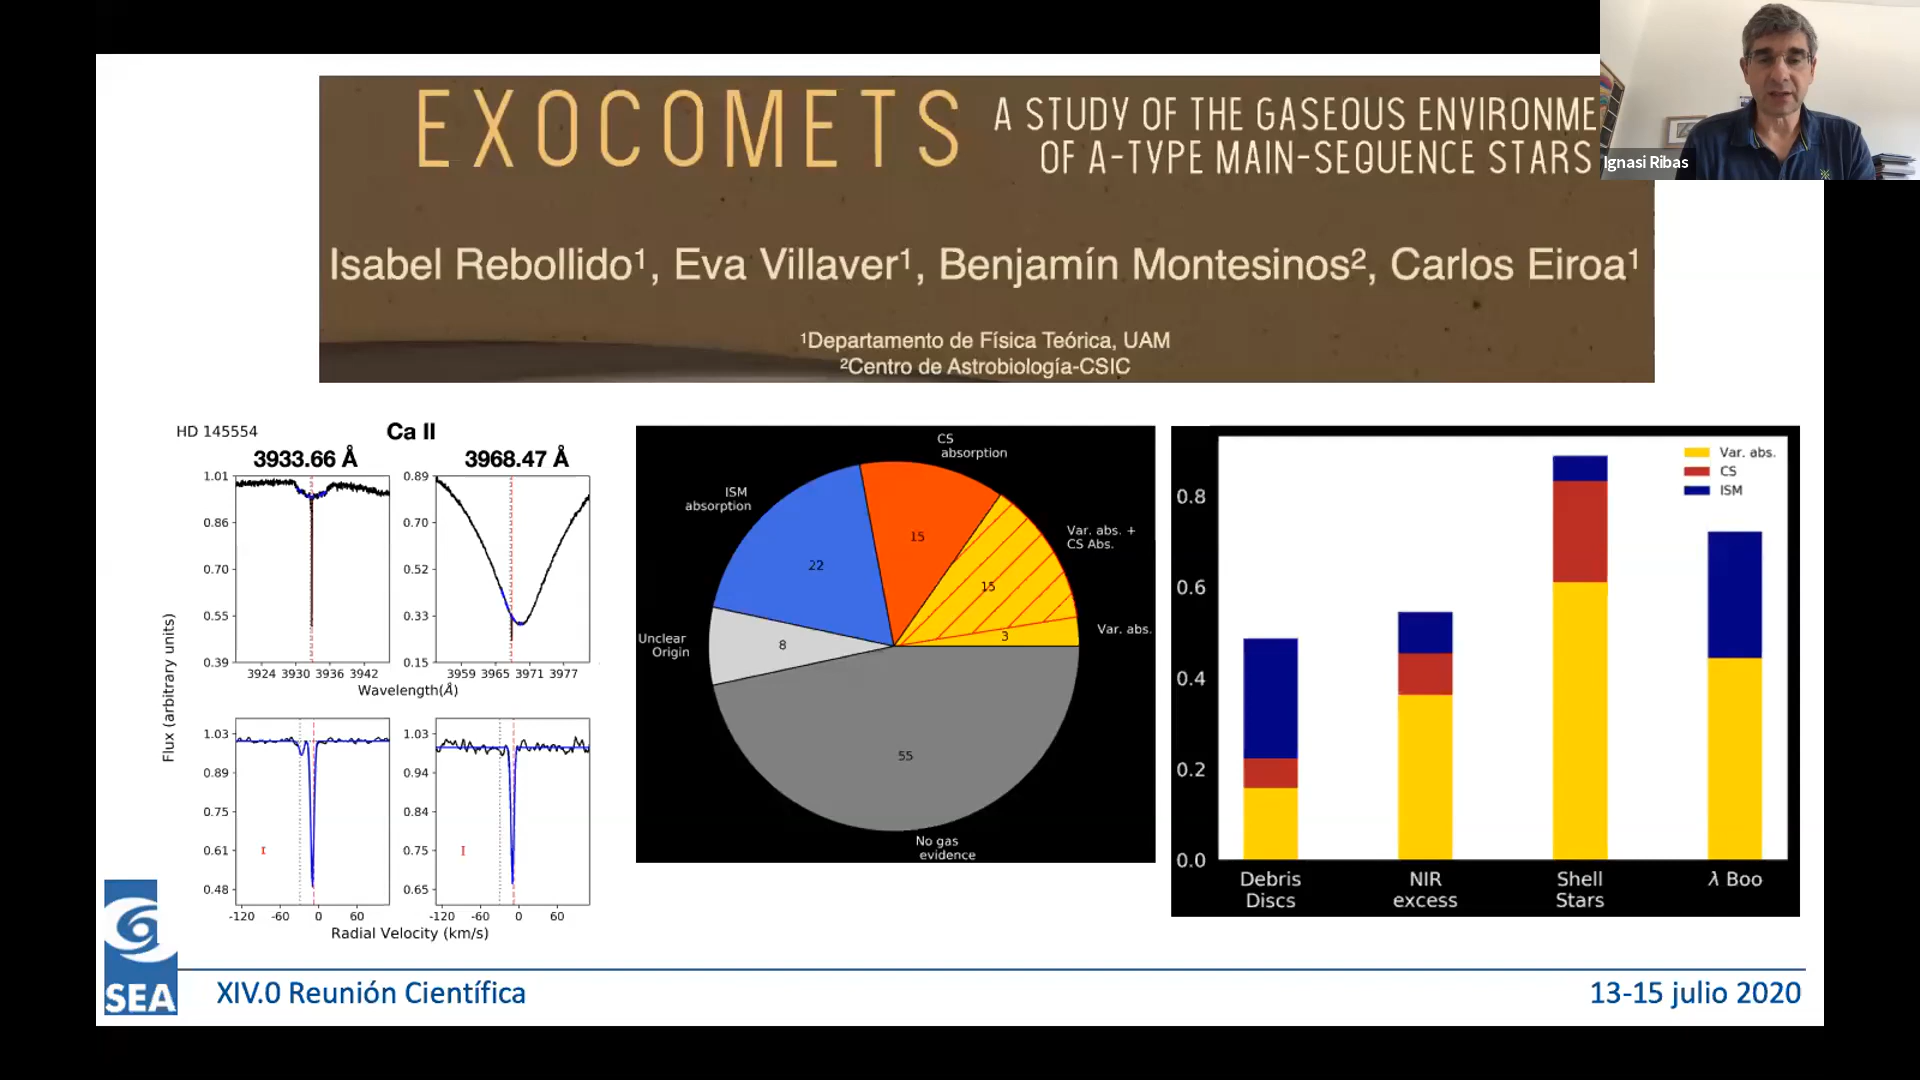 EXOCOMETS
A STUDY OF THE GASEOUS ENVIRONME
OF A-TYPE MAIN-SEQUENCE STARS
Ignasi Ribas
Isabel Rebollido¹, Eva Villaver¹, Benjamín Montesinos², Carlos Eiroa¹
¹Departamento de Física Teórica, UAM
²Centro de Astrobiología-CSIC
HD 145554
Ca II
3933.66 Å
3968.47 Å
1.01
0.86
0.70
0.55
0.39
3924 3930 3936 3942
0.89
0.70
0.52
0.33
0.15
3959 3965 3971 3977
Wavelength(Å)
Flux (arbitrary units)
1.03
0.89
0.75
0.61
0.48
-120 -60 0 60
1.03
0.94
0.84
0.75
0.65
-120 -60 0 60
Radial Velocity (km/s)
CS
absorption
15
Var. abs. +
CS Abs.
15
Var. abs.
3
ISM
absorption
22
Unclear
Origin
8
55
No gas
evidence
Var. abs.
CS
ISM
0.8
0.6
0.4
0.2
0.0
Debris
Discs
NIR
excess
Shell
Stars
λ Boo
SEA
XIV.0 Reunión Científica
13-15 julio 2020